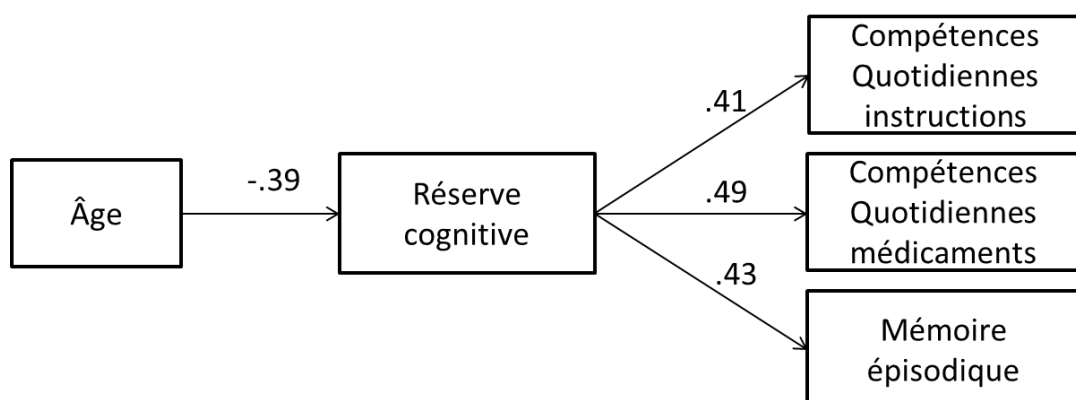 Âge
-.39
Réserve
cognitive
.41
.49
.43
Compétences
Quotidiennes
instructions
Compétences
Quotidiennes
médicaments
Mémoire
épisodique